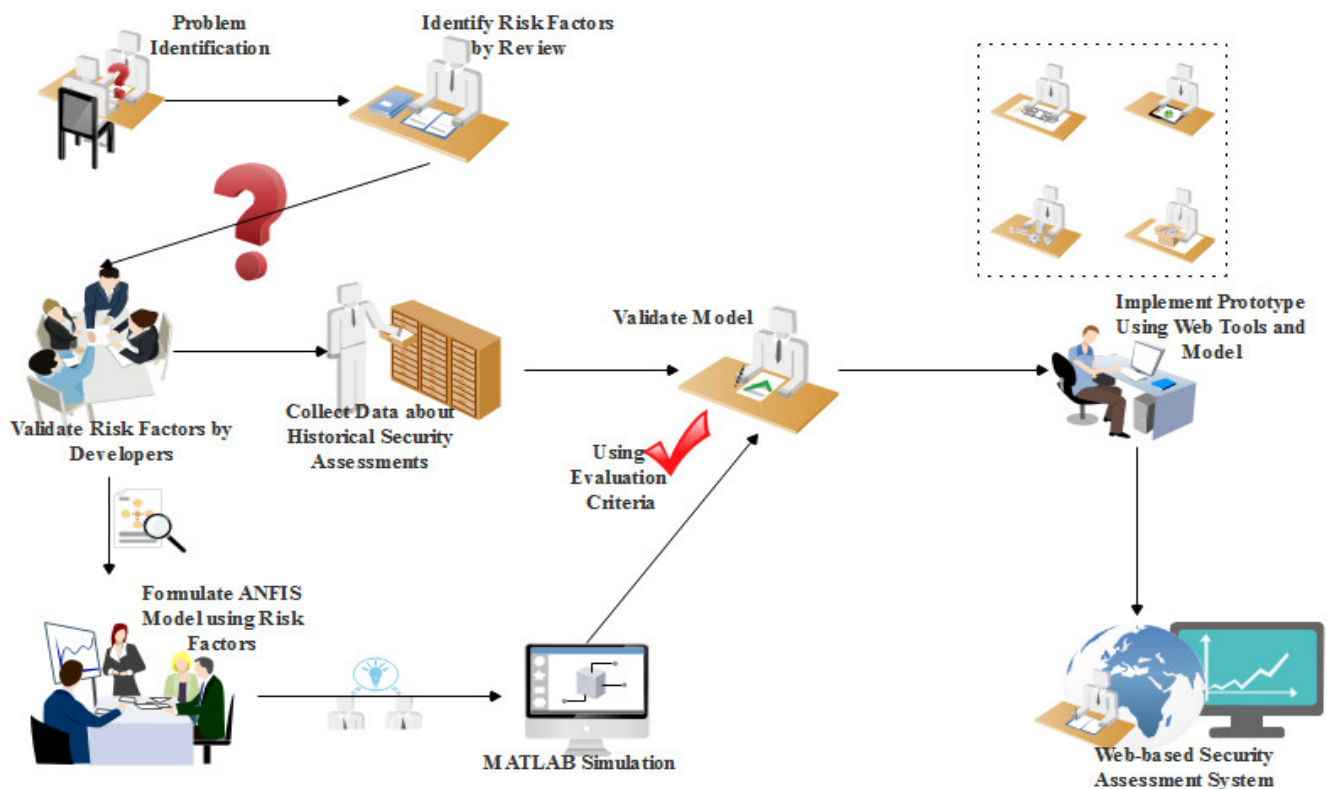 Problem
Identification
Identify Risk Factors
by Review
Validate Risk Factors by
Developers
Collect Data about
Historical Security
Assessments
Validate Model
Using
Evaluation
Criteria
Implement Prototype
Using Web Tools and
Model
Formulate ANFIS
Model using Risk
Factors
MATLAB Simulation
Web-based Security
Assessment System